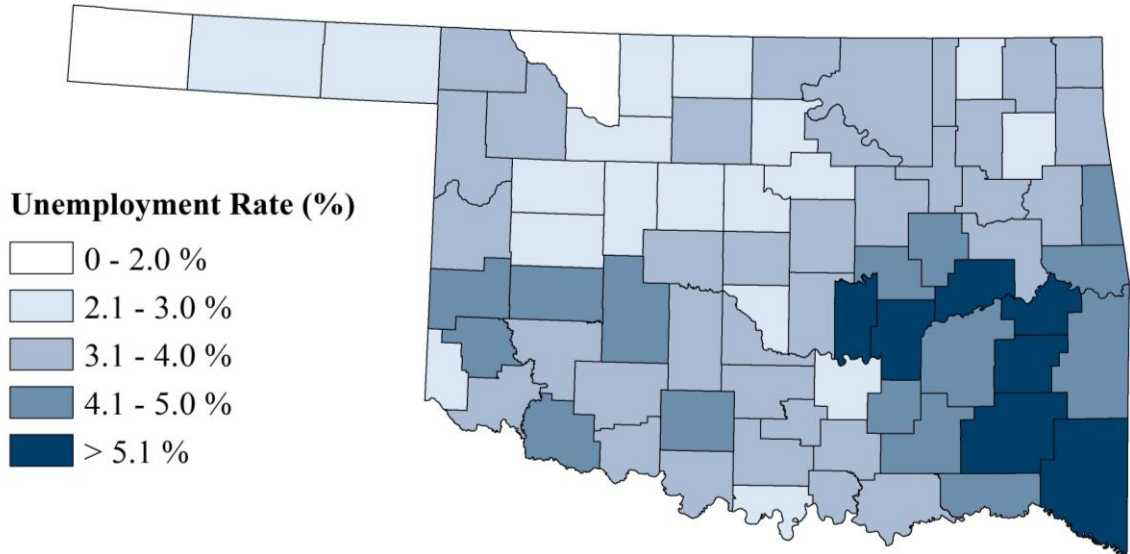 Unemployment Rate (%)
0 - 2.0 %
2.1 - 3.0 %
3.1 - 4.0 %
4.1 - 5.0 %
> 5.1 %